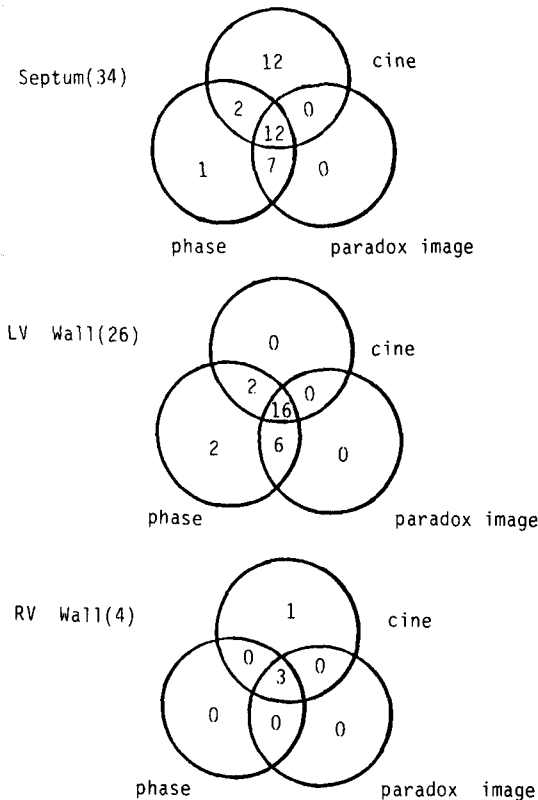 12
cine
Septum(34)
2
0
12
1
7
0
phase
paradox image
LV Wall(26)
0
cine
2
0
16
2
6
0
phase
paradox image
RV Wall(4)
1
cine
0
0
3
0
0
0
phase
paradox image